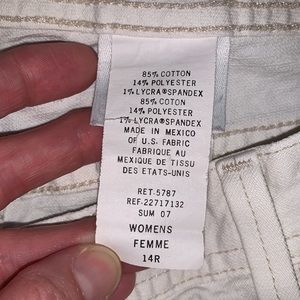 85% COTTON
14% POLYESTER
1% LYCRA®SPANDEX
85% COTON
14% POLYESTER
1% LYCRA®SPANDEX
MADE IN MEXICO
OF U.S. FABRIC
FABRIQUE AU
MEXIQUE DE TISSU
DES ETATS-UNIS
RET.5787
REF.22717132
SUM 07
WOMENS
FEMME
14R